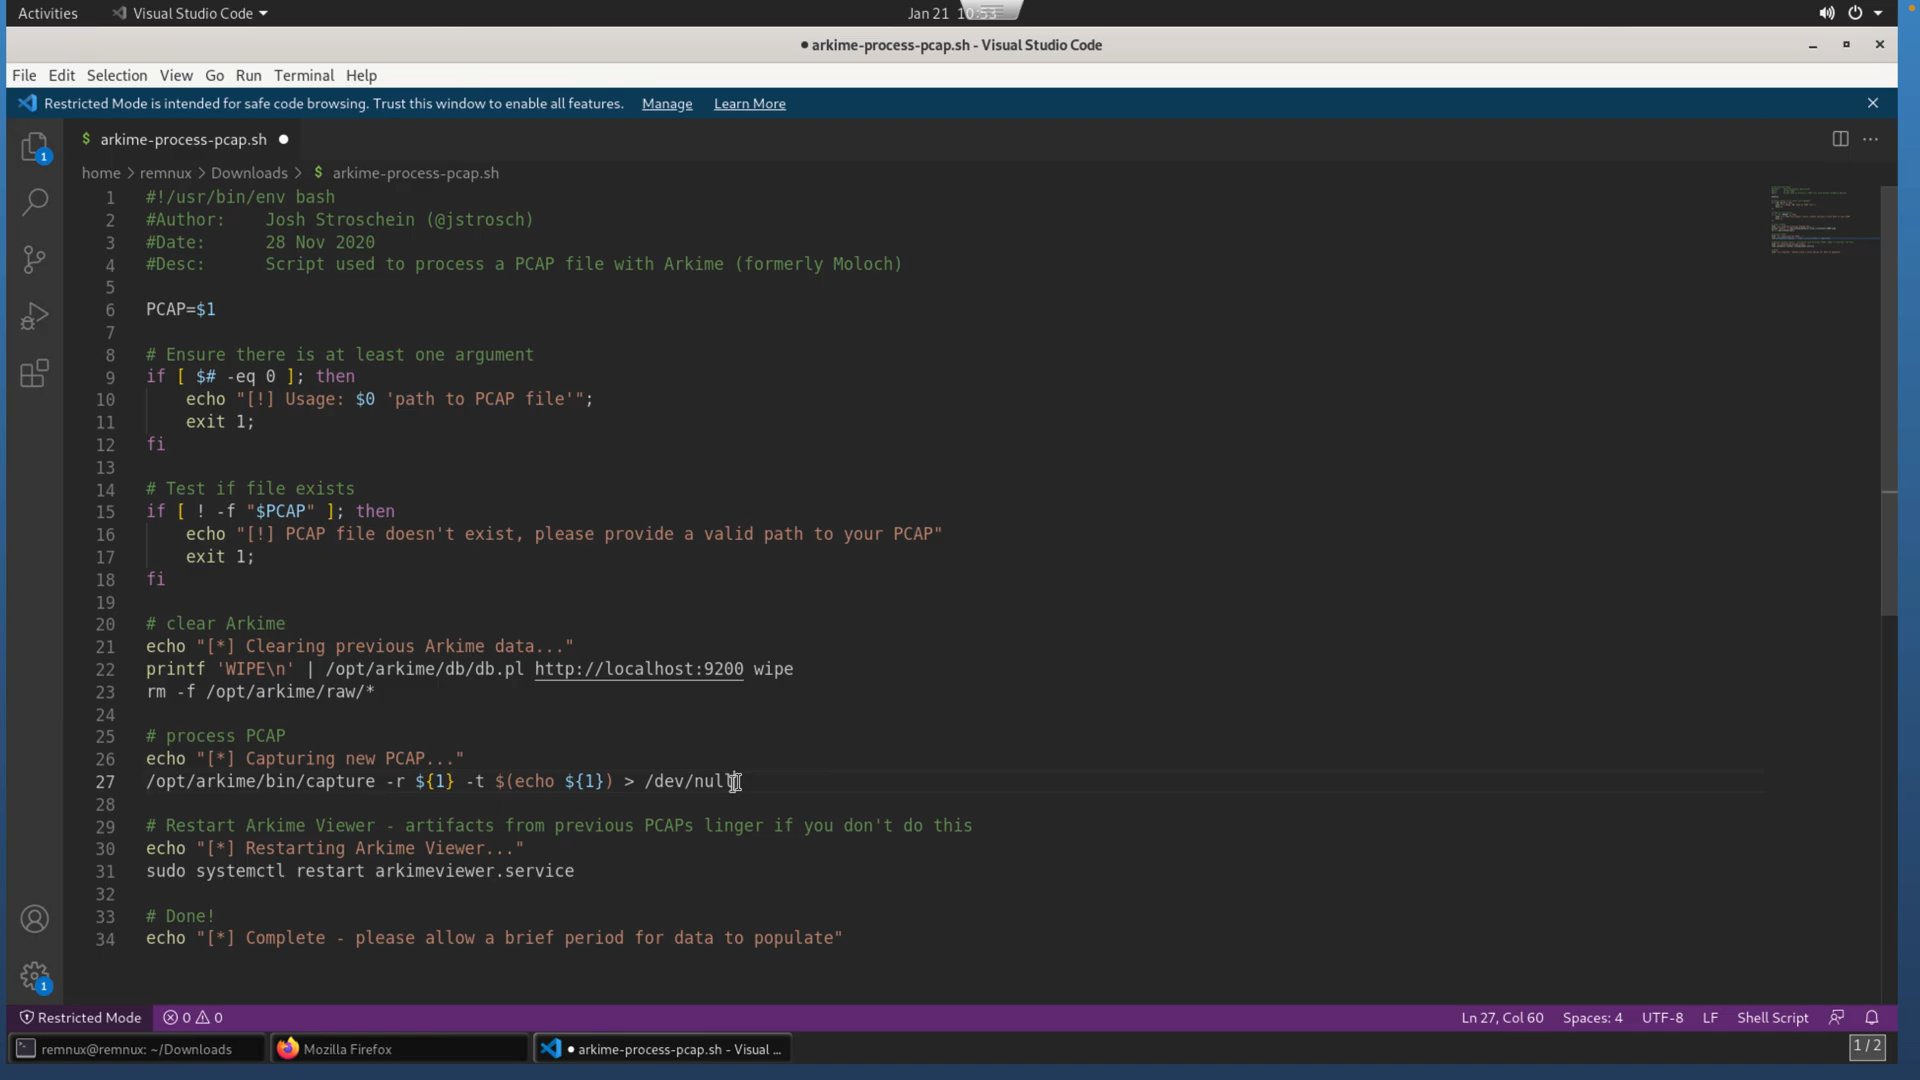 Activities Visual Studio Code Jan 21 10:53
● arkime-process-pcap.sh - Visual Studio Code
File Edit Selection View Go Run Terminal Help
Restricted Mode is intended for safe code browsing. Trust this window to enable all features. Manage Learn More
$ arkime-process-pcap.sh ●
home > remnux > Downloads > $ arkime-process-pcap.sh
1 #!/usr/bin/env bash
2 #Author: Josh Stroschein (@jstrosch)
3 #Date: 28 Nov 2020
4 #Desc: Script used to process a PCAP file with Arkime (formerly Moloch)
5
6 PCAP=$1
7
8 # Ensure there is at least one argument
9 if [ $# -eq 0 ]; then
10 echo "[!] Usage: $0 'path to PCAP file'";
11 exit 1;
12 fi
13
14 # Test if file exists
15 if [ ! -f "$PCAP" ]; then
16 echo "[!] PCAP file doesn't exist, please provide a valid path to your PCAP"
17 exit 1;
18 fi
19
20 # clear Arkime
21 echo "[*] Clearing previous Arkime data..."
22 printf 'WIPE\n' | /opt/arkime/db/db.pl http://localhost:9200 wipe
23 rm -f /opt/arkime/raw/*
24
25 # process PCAP
26 echo "[*] Capturing new PCAP..."
27 /opt/arkime/bin/capture -r ${1} -t $(echo ${1}) > /dev/null
28
29 # Restart Arkime Viewer - artifacts from previous PCAPs linger if you don't do this
30 echo "[*] Restarting Arkime Viewer..."
31 sudo systemctl restart arkimeviewer.service
32
33 # Done!
34 echo "[*] Complete - please allow a brief period for data to populate"
1
1
Restricted Mode 0 0 Ln 27, Col 60 Spaces: 4 UTF-8 LF Shell Script
remnux@remnux: ~/Downloads Mozilla Firefox ● arkime-process-pcap.sh - Visual ... 1 / 2